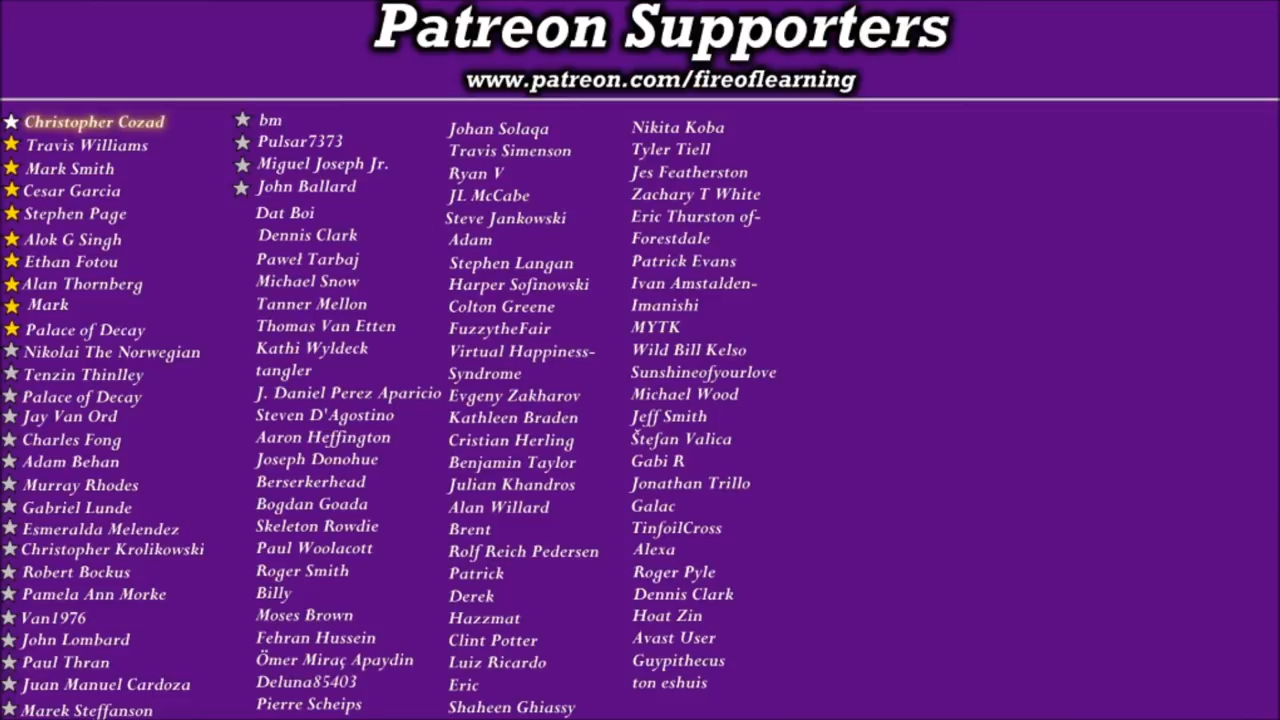 Patreon Supporters
www.patreon.com/fireoflearning
Christopher Cozad
Travis Williams
Mark Smith
Cesar Garcia
Stephen Page
Alok G Singh
Ethan Fotou
Alan Thornberg
Mark
Palace of Decay
Nikolai The Norwegian
Tenzin Thinlley
Palace of Decay
Jay Van Ord
Charles Fong
Adam Behan
Murray Rhodes
Gabriel Lunde
Esmeralda Melendez
Christopher Krolikowski
Robert Bockus
Pamela Ann Morke
Van1976
John Lombard
Paul Thran
Juan Manuel Cardoza
Marek Steffanson
bm
Pulsar7373
Miguel Joseph Jr.
John Ballard
Dat Boi
Dennis Clark
Paweł Tarbaj
Michael Snow
Tanner Mellon
Thomas Van Etten
Kathi Wyldeck
tangler
J. Daniel Perez Aparicio
Steven D'Agostino
Aaron Heffington
Joseph Donohue
Berserkerhead
Bogdan Goada
Skeleton Rowdie
Paul Woolacott
Roger Smith
Billy
Moses Brown
Fehran Hussein
Ömer Miraç Apaydin
Deluna85403
Pierre Scheips
Johan Solaqa
Travis Simenson
Ryan V
JL McCabe
Steve Jankowski
Adam
Stephen Langan
Harper Sofinowski
Colton Greene
FuzzytheFair
Virtual Happiness-
Syndrome
Evgeny Zakharov
Kathleen Braden
Cristian Herling
Benjamin Taylor
Julian Khandros
Alan Willard
Brent
Rolf Reich Pedersen
Patrick
Derek
Hazzmat
Clint Potter
Luiz Ricardo
Eric
Shaheen Ghiassy
Nikita Koba
Tyler Tiell
Jes Featherston
Zachary T White
Eric Thurston of-
Forestdale
Patrick Evans
Ivan Amstalden-
Imanishi
MYTK
Wild Bill Kelso
Sunshineofyourlove
Michael Wood
Jeff Smith
Štefan Valica
Gabi R
Jonathan Trillo
Galac
TinfoilCross
Alexa
Roger Pyle
Dennis Clark
Hoat Zin
Avast User
Guypithecus
ton eshuis